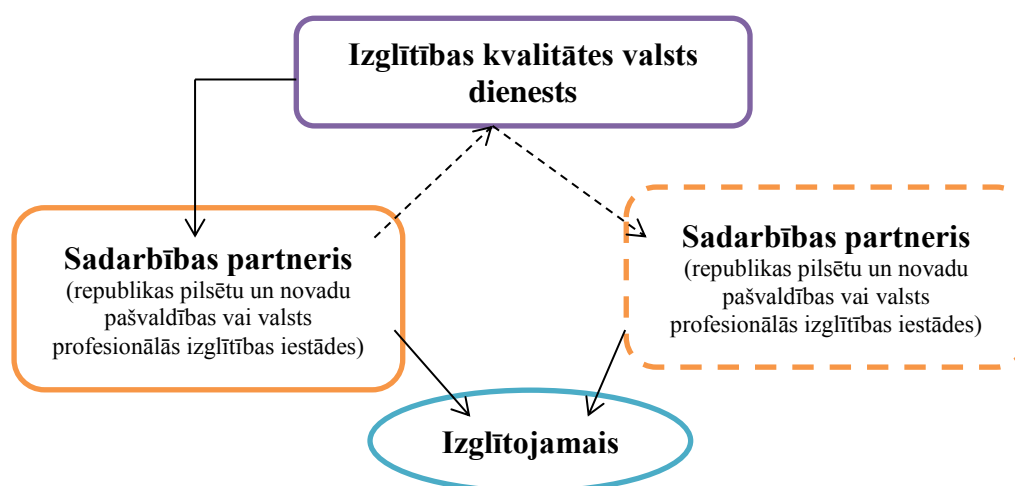 Izglītības kvalitātes valsts
dienests
Sadarbības partneris
(republikas pilsētu un novadu
pašvaldības vai valsts
profesionālās izglītības iestādes)
Sadarbības partneris
(republikas pilsētu un novadu
pašvaldības vai valsts
profesionālās izglītības iestādes)
Izglītojamais